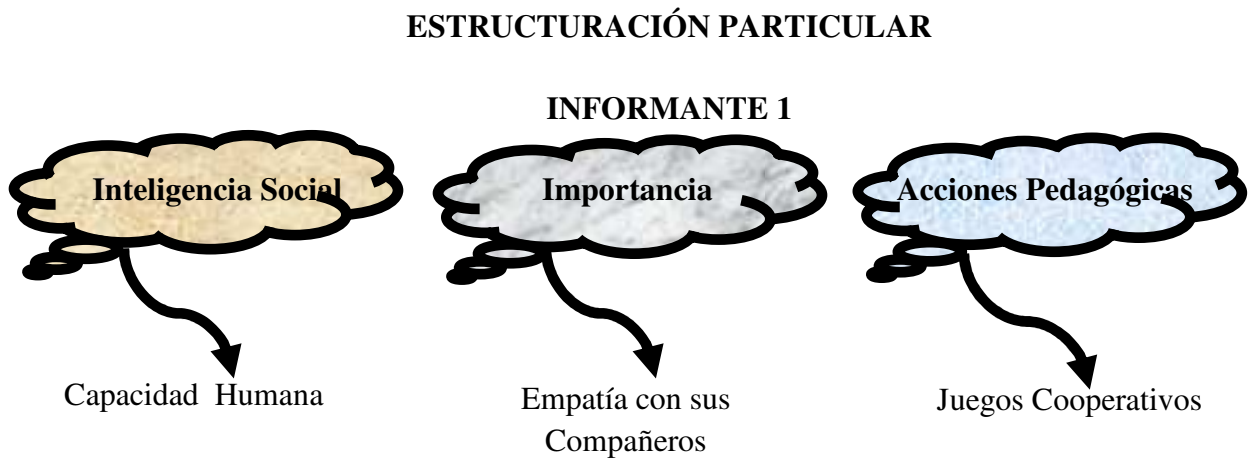 ESTRUCTURACIÓN PARTICULAR
INFORMANTE 1
Inteligencia Social
Importancia
Acciones Pedagógicas
Capacidad Humana
Empatía con sus
Compañeros
Juegos Cooperativos